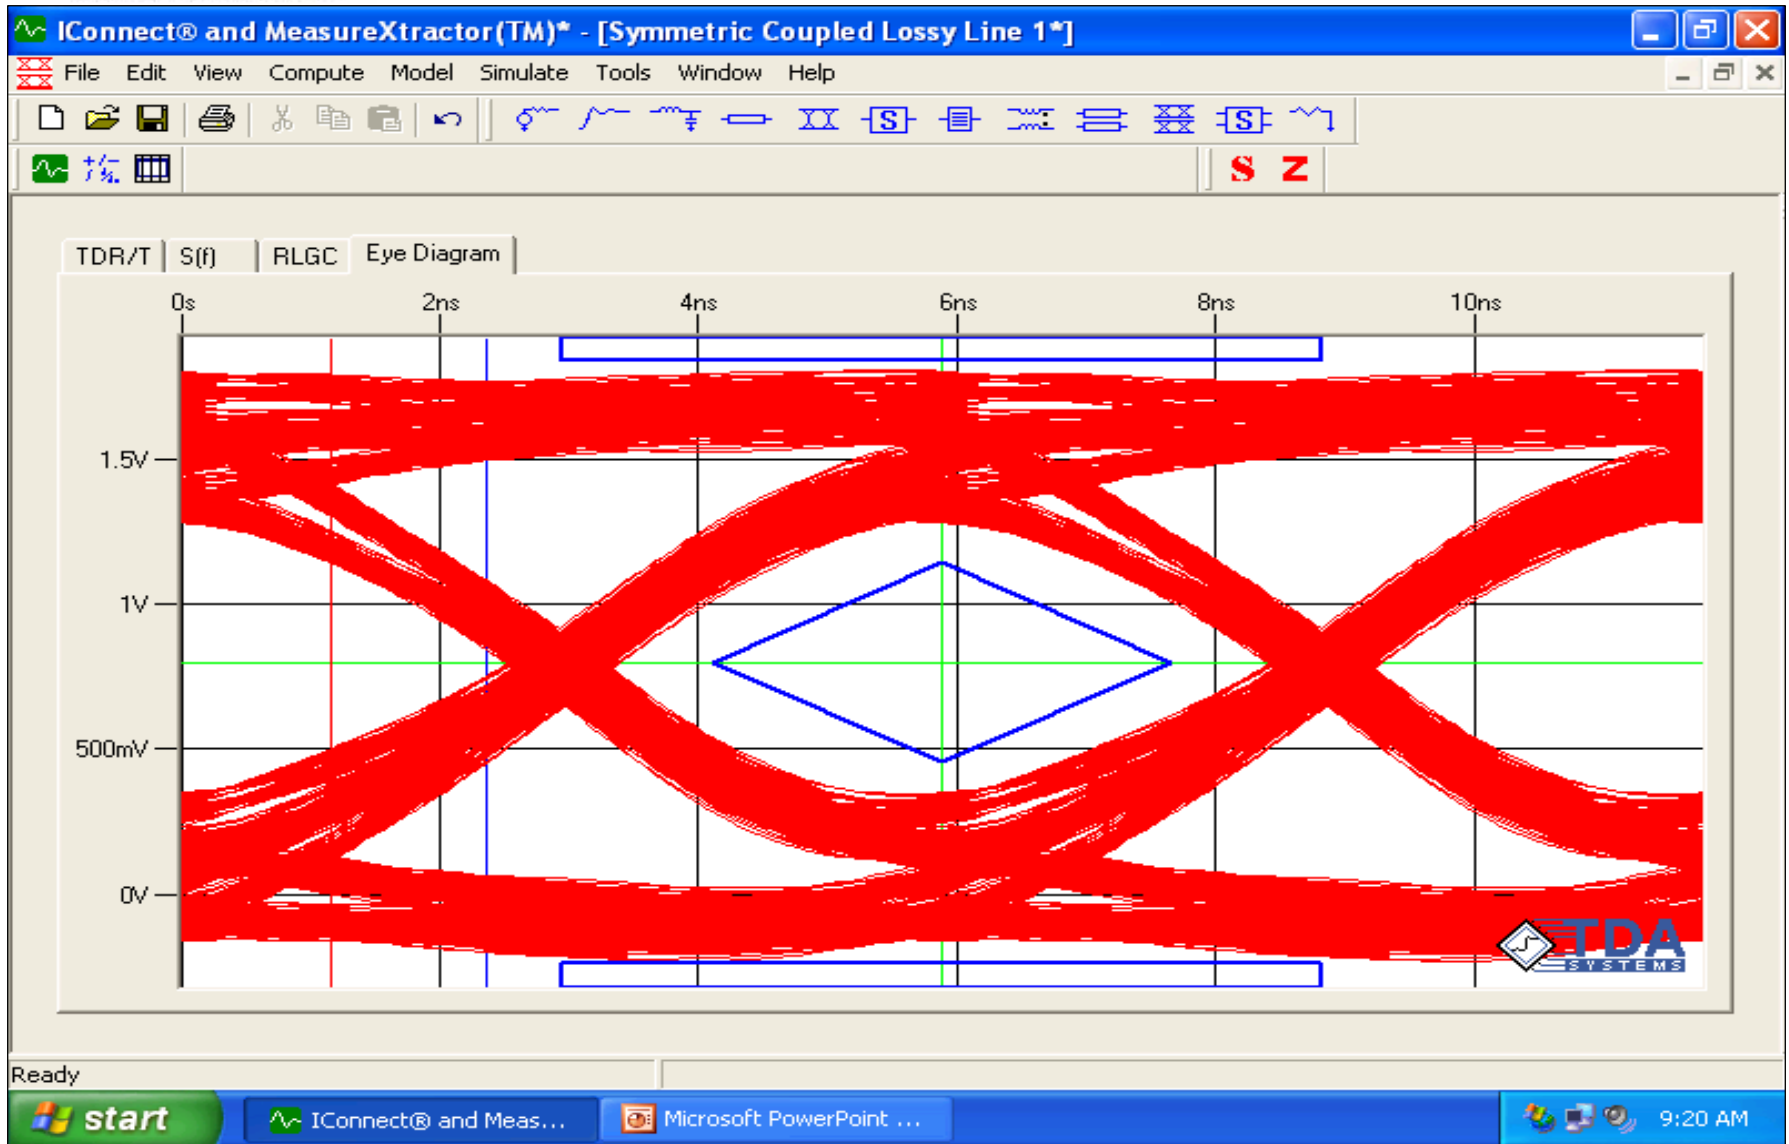 IConnect® and MeasureXtractor(TM)* - [Symmetric Coupled Lossy Line 1*]
File Edit View Compute Model Simulate Tools Window Help
S S
S Z
TDR/T S(f) RLGC Eye Diagram
0s 2ns 4ns 6ns 8ns 10ns
1.5V
1V
500mV
0V
TDA
SYSTEMS
Ready
start IConnect® and Meas... Microsoft PowerPoint ... 9:20 AM